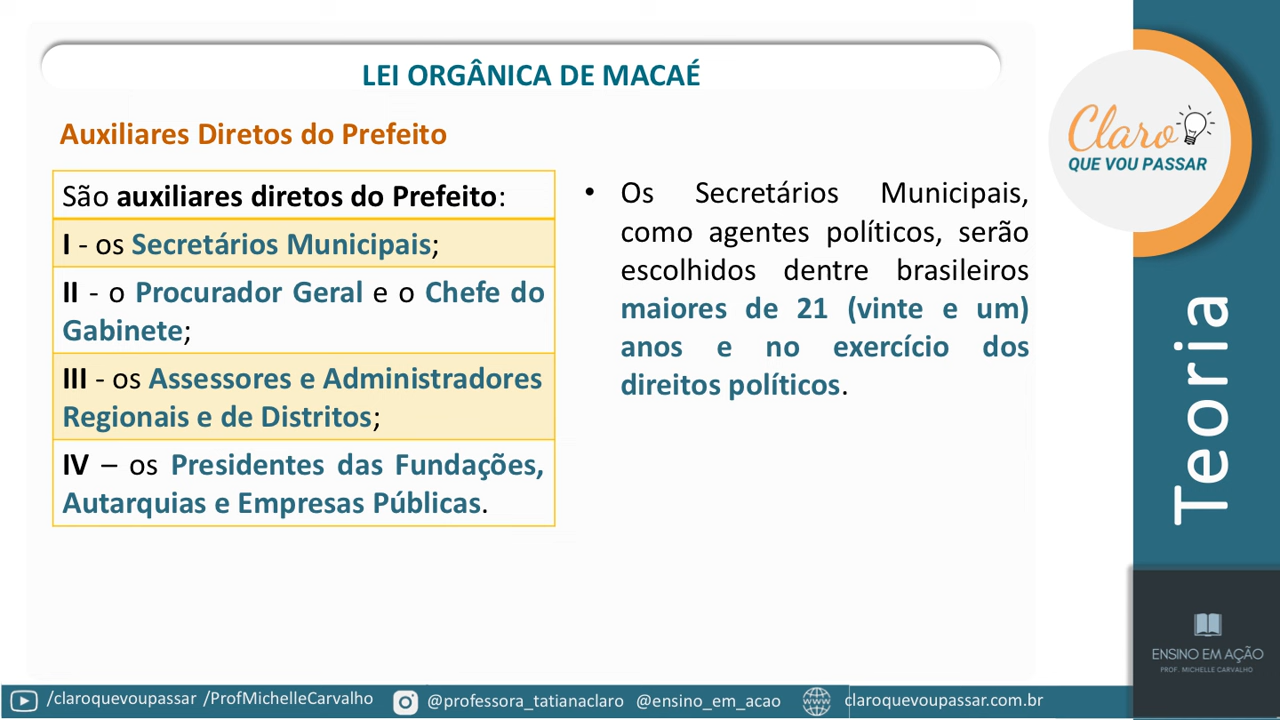 LEI ORGÂNICA DE MACAÉ
Auxiliares Diretos do Prefeito
São auxiliares diretos do Prefeito:
I - os Secretários Municipais;
II - o Procurador Geral e o Chefe do
Gabinete;
III - os Assessores e Administradores
Regionais e de Distritos;
IV – os Presidentes das Fundações,
Autarquias e Empresas Públicas.
• Os Secretários Municipais,
como agentes políticos, serão
escolhidos dentre brasileiros
maiores de 21 (vinte e um)
anos e no exercício dos
direitos políticos.
Claro
QUE VOU PASSAR
Teoria
ENSINO EM AÇÃO
PROF. MICHELLE CARVALHO
/claroquevoupassar /ProfMichelleCarvalho
@professora_tatianaclaro @ensino_em_acao
claroquevoupassar.com.br